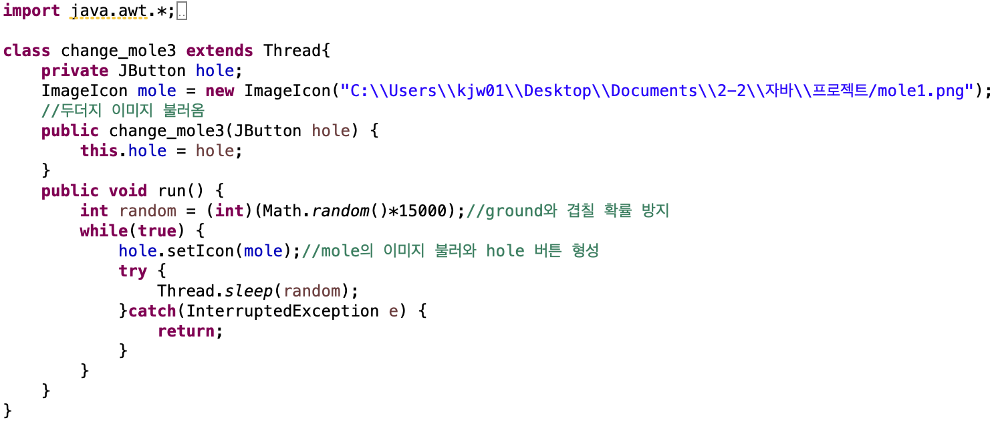 import java.awt.*;
class change_mole3 extends Thread{
private JButton hole;
ImageIcon mole = new ImageIcon("C:\\Users\\kjw01\\Desktop\\Documents\\2-2\\자바\\프로젝트/mole1.png");
//두더지 이미지 불러옴
public change_mole3(JButton hole) {
this.hole = hole;
}
public void run() {
int random = (int)(Math.random()*15000);//ground와 겹칠 확률 방지
while(true) {
hole.setIcon(mole);//mole의 이미지 불러와 hole 버튼 형성
try {
Thread.sleep(random);
}catch(InterruptedException e) {
return;
}
}
}
}